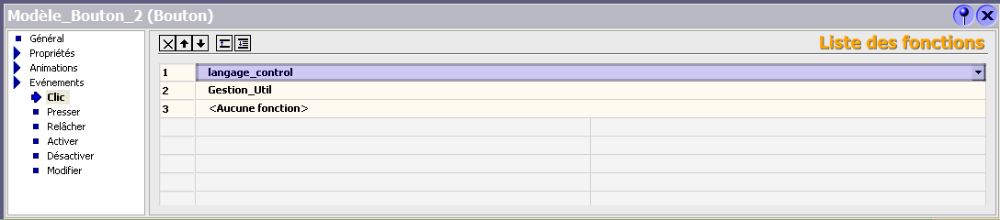 Modèle_Bouton_2 (Bouton)
Général
Propriétés
Animations
Evénements
Clic
Presser
Relâcher
Activer
Désactiver
Modifier
Liste des fonctions
1 langage_control
2 Gestion_Util
3 <Aucune fonction>